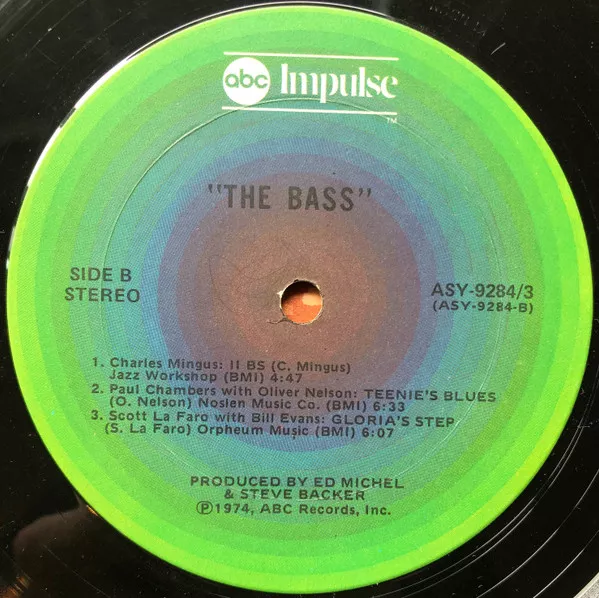 abc Impulse
TM
"THE BASS"
SIDE B
STEREO
ASY-9284/3
(ASY-9284-B)
1. Charles Mingus: II BS (C. Mingus)
Jazz Workshop (BMI) 4:47
2. Paul Chambers with Oliver Nelson: TEENIE'S BLUES
(O. Nelson) Noslen Music Co. (BMI) 6:33
3. Scott La Faro with Bill Evans: GLORIA'S STEP
(S. La Faro) Orpheum Music (BMI) 6:07
PRODUCED BY ED MICHEL
& STEVE BACKER
Ⓟ1974, ABC Records, Inc.